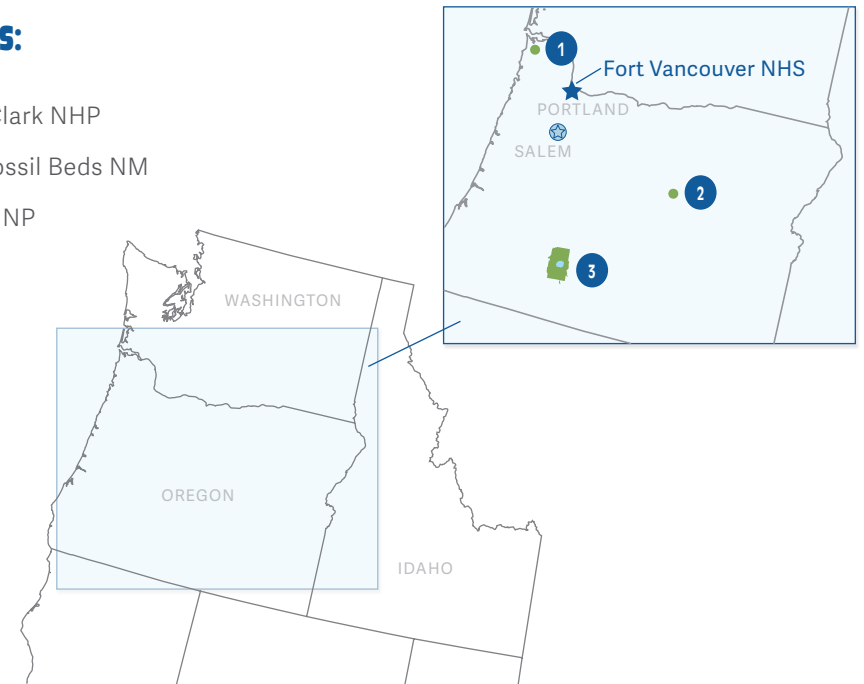 s:
Clark NHP
ossil Beds NM
NP
1
Fort Vancouver NHS
PORTLAND
SALEM
2
3
WASHINGTON
OREGON
IDAHO